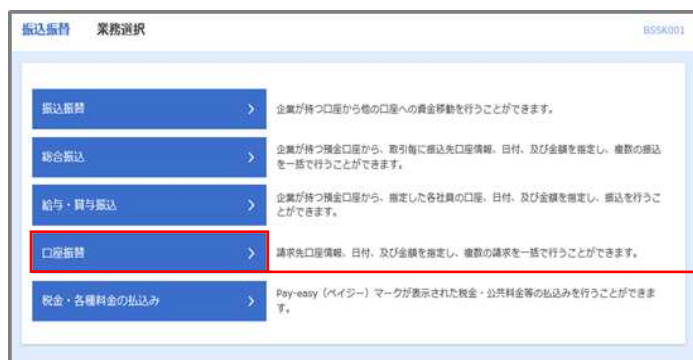 振込振替 業務選択 BSSK001
振込振替 企業が持つ口座から他の口座への資金移動を行うことができます。
総合振込 企業が持つ預金口座から、取引毎に振込先口座情報、日付、及び金額を指定し、複数の振込
を一括で行うことができます。
給与・賞与振込 企業が持つ預金口座から、指定した各社員の口座、日付、及び金額を指定し、振込を行うこ
とができます。
口座振替 請求先口座情報、日付、及び金額を指定し、複数の請求を一括で行うことができます。
税金・各種料金の払込み Pay-easy（ペイジー）マークが表示された税金・公共料金等の払込みを行うことができま
す。